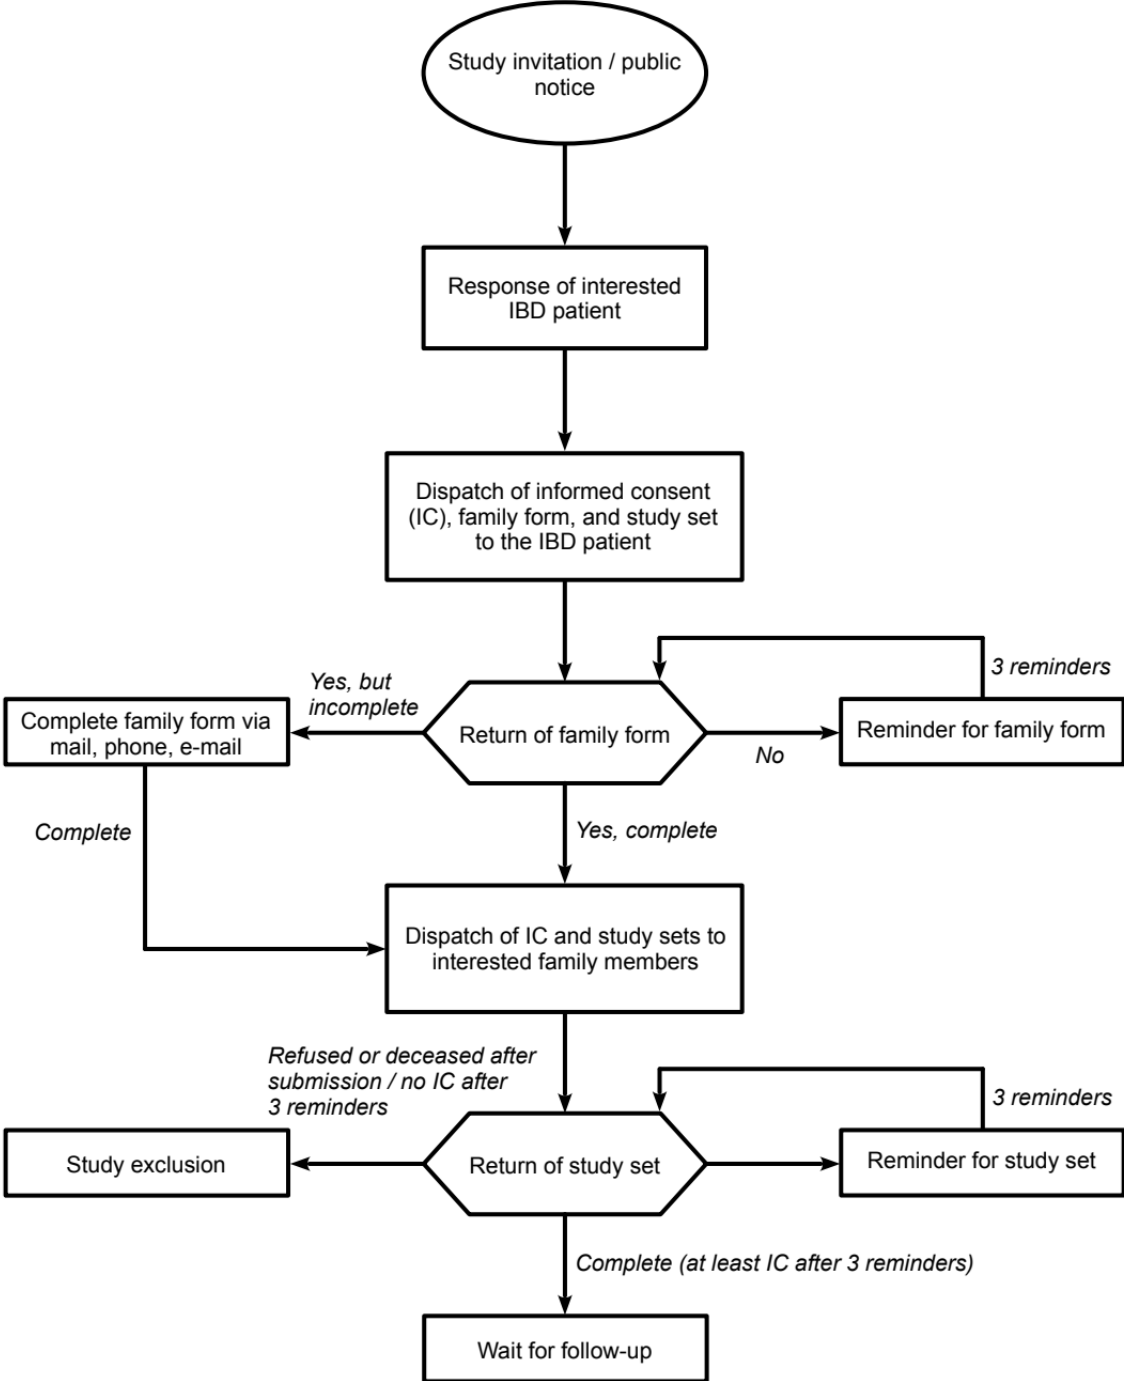 Study invitation / public
notice
Response of interested
IBD patient
Dispatch of informed consent
(IC), family form, and study set
to the IBD patient
3 reminders
Yes, but
incomplete
Complete family form via
mail, phone, e-mail
Return of family form
No
Reminder for family form
Complete
Yes, complete
Dispatch of IC and study sets to
interested family members
Refused or deceased after
submission / no IC after
3 reminders
3 reminders
Study exclusion
Return of study set
Reminder for study set
Complete (at least IC after 3 reminders)
Wait for follow-up